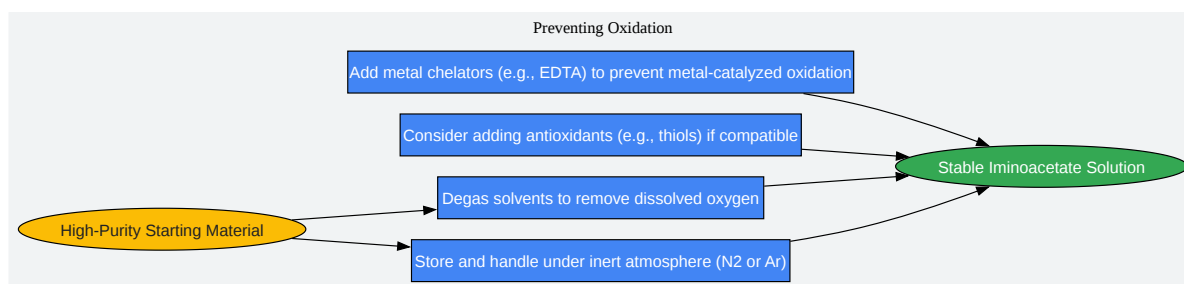 Preventing Oxidation
Add metal chelators (e.g., EDTA) to prevent metal-catalyzed oxidation
Consider adding antioxidants (e.g., thiols) if compatible
Stable Iminoacetate Solution
Degas solvents to remove dissolved oxygen
High-Purity Starting Material
Store and handle under inert atmosphere (N2 or Ar)